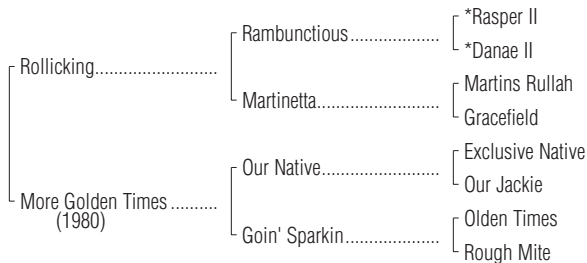 *Rasper II
Rambunctious
*Danae II
Rollicking
Martins Rullah
Martinetta
Gracefield
Exclusive Native
Our Native
Our Jackie
More Golden Times
(1980)
Olden Times
Goin' Sparkin
Rough Mite